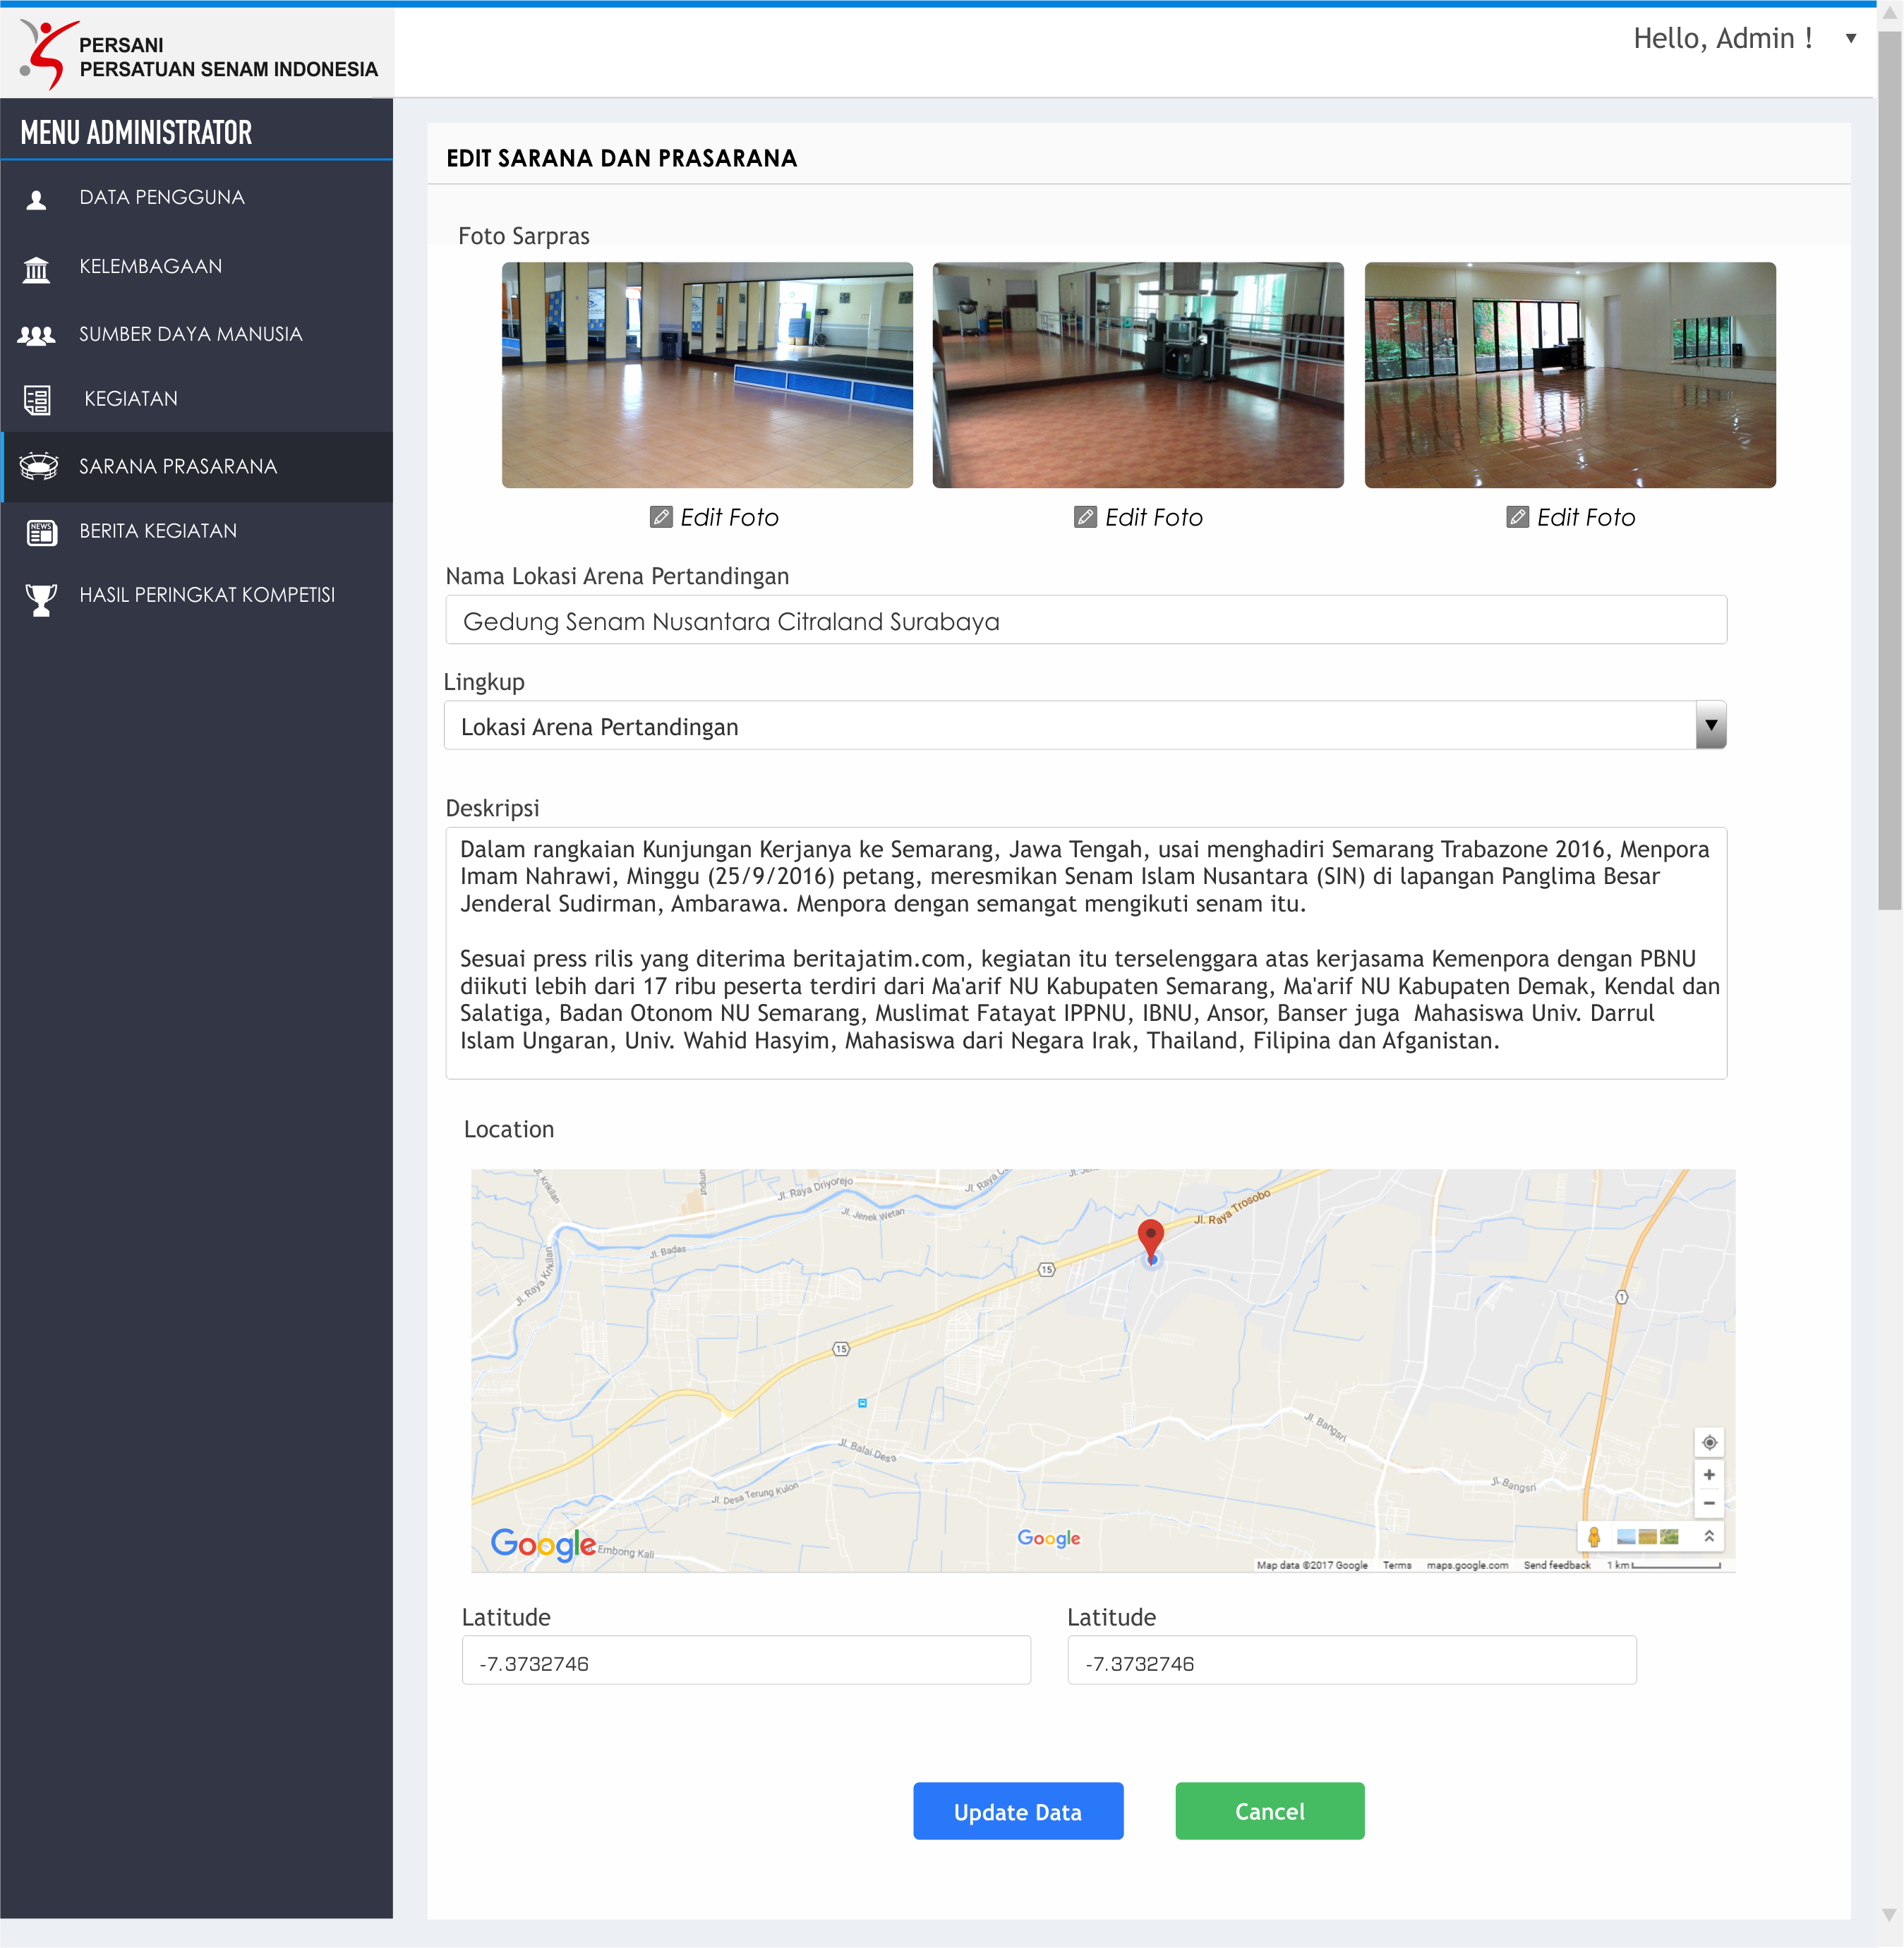 PERSANI
PERSATUAN SENAM INDONESIA
Hello, Admin !
MENU ADMINISTRATOR
DATA PENGGUNA
KELEMBAGAAN
SUMBER DAYA MANUSIA
KEGIATAN
SARANA PRASARANA
NEWS
BERITA KEGIATAN
HASIL PERINGKAT KOMPETISI
EDIT SARANA DAN PRASARANA
Foto Sarpras
Edit Foto
Edit Foto
Edit Foto
Nama Lokasi Arena Pertandingan
Gedung Senam Nusantara Citraland Surabaya
Lingkup
Lokasi Arena Pertandingan
Deskripsi
Dalam rangkaian Kunjungan Kerjanya ke Semarang, Jawa Tengah, usai menghadiri Semarang Trabazone 2016, Menpora
Imam Nahrawi, Minggu (25/9/2016) petang, meresmikan Senam Islam Nusantara (SIN) di lapangan Panglima Besar
Jenderal Sudirman, Ambarawa. Menpora dengan semangat mengikuti senam itu.
Sesuai press rilis yang diterima beritajatim.com, kegiatan itu terselenggara atas kerjasama Kemenpora dengan PBNU
diikuti lebih dari 17 ribu peserta terdiri dari Ma'arif NU Kabupaten Semarang, Ma'arif NU Kabupaten Demak, Kendal dan
Salatiga, Badan Otonom NU Semarang, Muslimat Fatayat IPPNU, IBNU, Ansor, Banser juga  Mahasiswa Univ. Darrul
Islam Ungaran, Univ. Wahid Hasyim, Mahasiswa dari Negara Irak, Thailand, Filipina dan Afganistan.
Location
Jl. Krikilan
Jl. Raya Driyorejo
Jl. Raya
Jl. Jenek Wetan
Jl. Raya Trosobo
Jl. Badas
Jl. Raya Krikilan
15
1
15
Jl. Bangsri
Jl. Balai Desa
Jl. Bangsri
Jl. Desa Terung Kulon
Google
Embong Kali
Google
Map data ©2017 Google Terms maps.google.com Send feedback 1 km
Latitude
Latitude
-7.3732746
-7.3732746
Update Data
Cancel